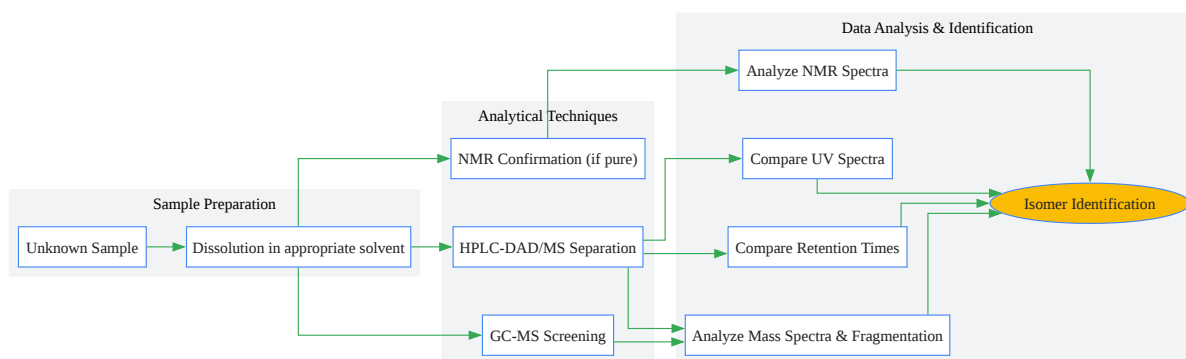 Data Analysis & Identification
Analyze NMR Spectra
Analytical Techniques
NMR Confirmation (if pure)
Compare UV Spectra
Sample Preparation
Isomer Identification
Unknown Sample
Dissolution in appropriate solvent
HPLC-DAD/MS Separation
Compare Retention Times
GC-MS Screening
Analyze Mass Spectra & Fragmentation